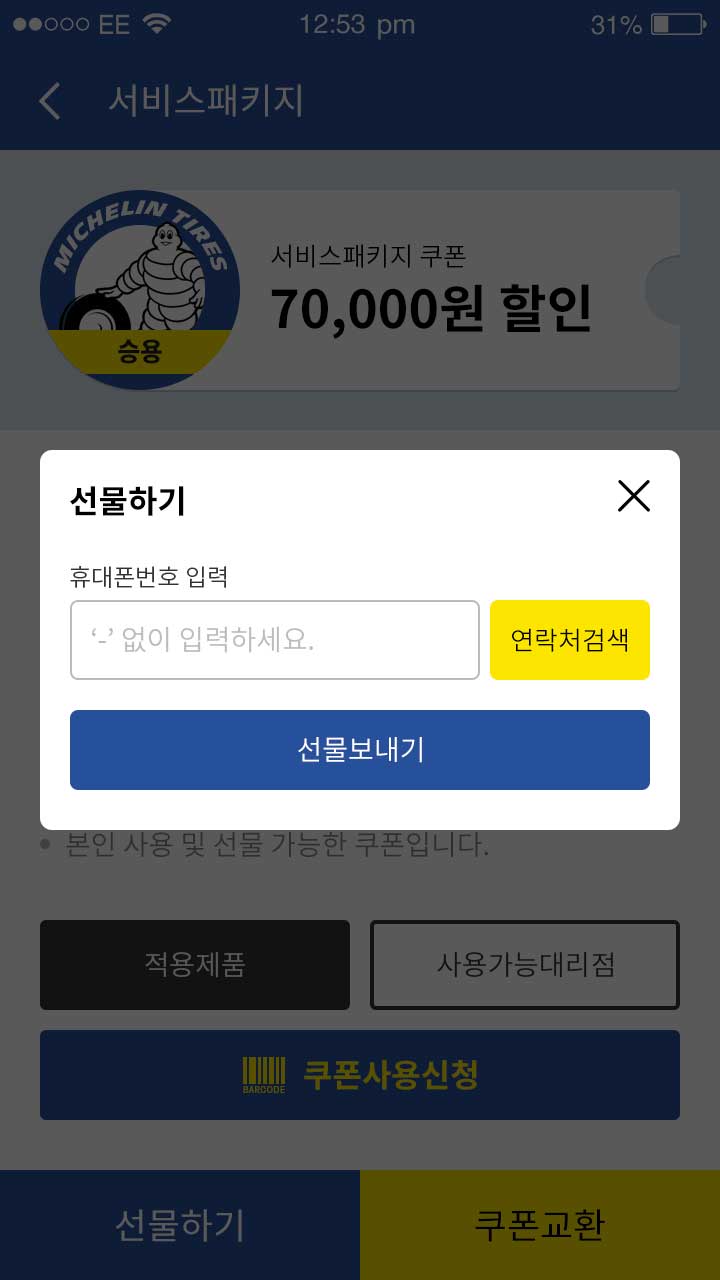 EE
12:53 pm
31%
서비스패키지
MICHELIN TIRES
승용
서비스패키지 쿠폰
70,000원 할인
선물하기
휴대폰번호 입력
‘-’ 없이 입력하세요.
연락처검색
선물보내기
본인 사용 및 선물 가능한 쿠폰입니다.
적용제품
사용가능대리점
BARCODE
쿠폰사용신청
선물하기
쿠폰교환